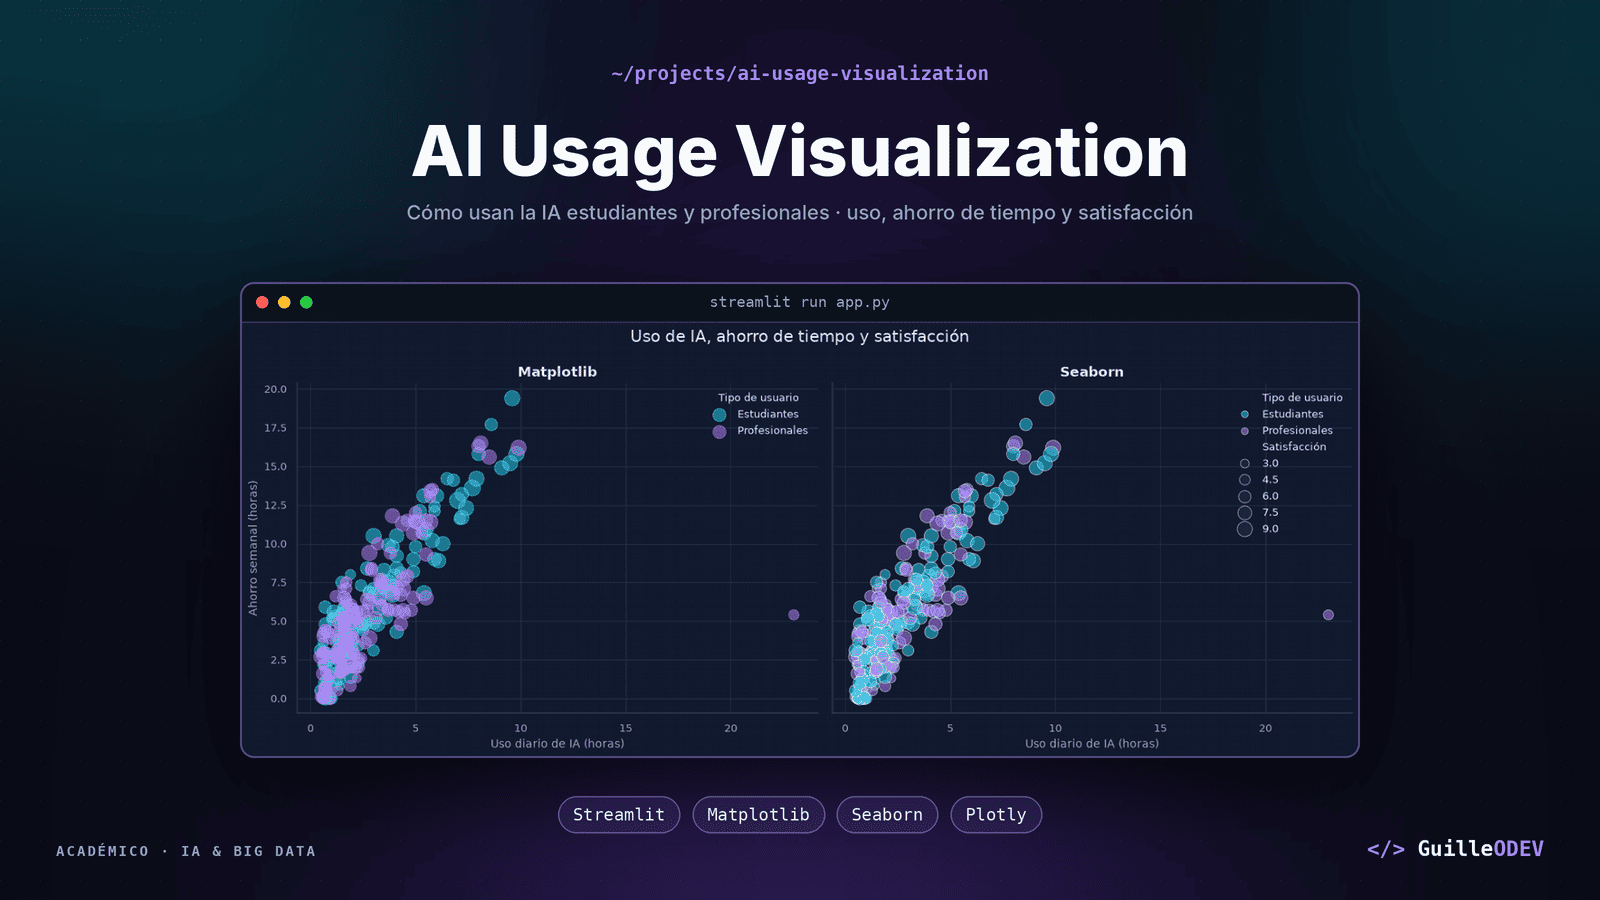 ~/projects/ai-usage-visualization
AI Usage Visualization
Cómo usan la IA estudiantes y profesionales · uso, ahorro de tiempo y satisfacción
streamlit run app.py
Uso de IA, ahorro de tiempo y satisfacción
Matplotlib
Ahorro semanal (horas)
20.0
17.5
15.0
12.5
10.0
7.5
5.0
2.5
0.0
Tipo de usuario
Estudiantes
Profesionales
0 5 10 15 20
Uso diario de IA (horas)
Seaborn
Tipo de usuario
Estudiantes
Profesionales
Satisfacción
3.0
4.5
6.0
7.5
9.0
0 5 10 15 20
Uso diario de IA (horas)
Streamlit Matplotlib Seaborn Plotly
ACADÉMICO · IA & BIG DATA
</> GuilleODEV